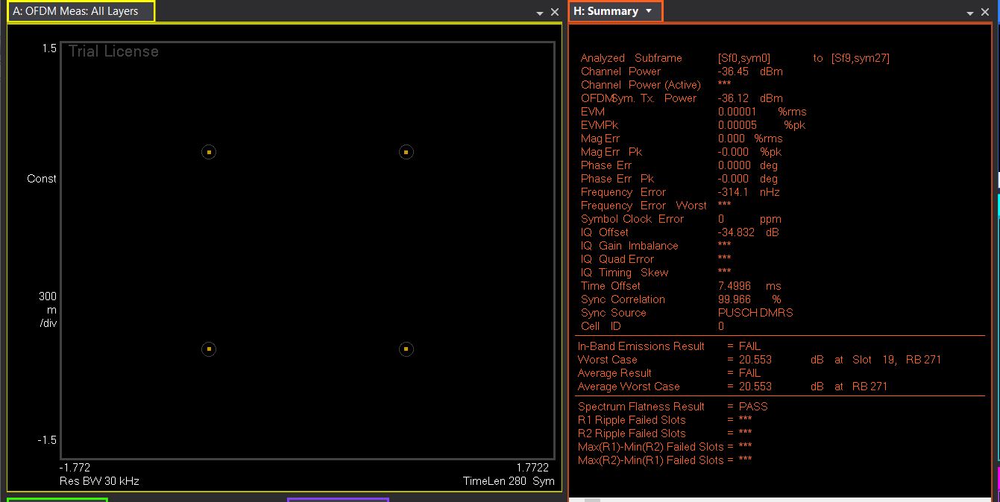 A: OFDM Meas: All Layers
1.5
Trial License
Const
300
m
/div
-1.5
-1.772 1.7722
Res BW 30 kHz TimeLen 280 Sym
H: Summary
Analyzed Subframe [Sf0,sym0] to [Sf9,sym27]
Channel Power -36.45 dBm
Channel Power (Active) ***
OFDMSym. Tx. Power -36.12 dBm
EVM 0.00001 %rms
EVMPk 0.00005 %pk
Mag Err 0.000 %rms
Mag Err Pk -0.000 %pk
Phase Err 0.0000 deg
Phase Err Pk -0.000 deg
Frequency Error -314.1 nHz
Frequency Error Worst ***
Symbol Clock Error 0 ppm
IQ Offset -34.832 dB
IQ Gain Imbalance ***
IQ Quad Error ***
IQ Timing Skew ***
Time Offset 7.4996 ms
Sync Correlation 99.966 %
Sync Source PUSCH DMRS
Cell ID 0
In-Band Emissions Result = FAIL
Worst Case = 20.553 dB at Slot 19, RB 271
Average Result = FAIL
Average Worst Case = 20.553 dB at RB 271
Spectrum Flatness Result = PASS
R1 Ripple Failed Slots = ***
R2 Ripple Failed Slots = ***
Max(R1)-Min(R2) Failed Slots = ***
Max(R2)-Min(R1) Failed Slots = ***